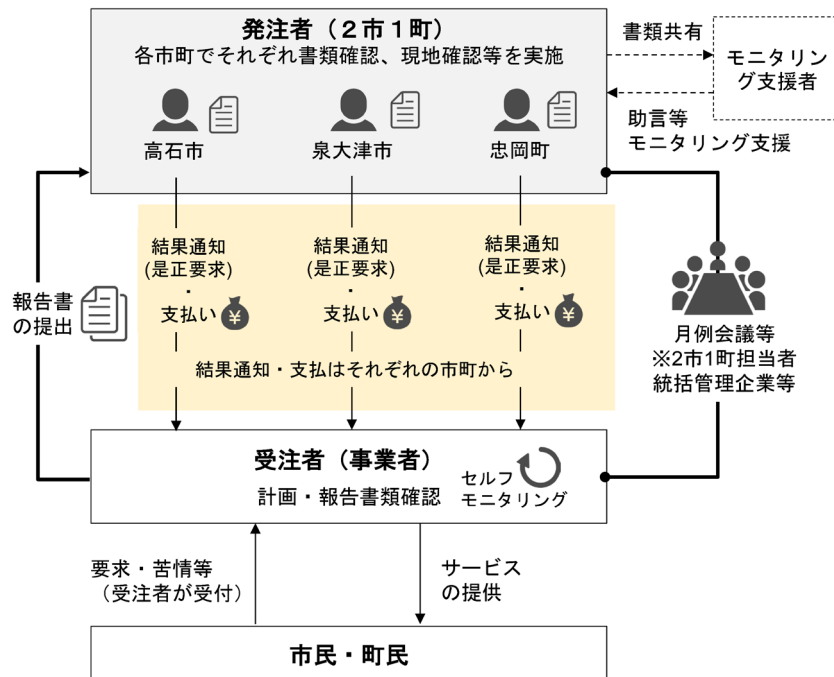 発注者（２市１町）
各市町でそれぞれ書類確認、現地確認等を実施
高石市
泉大津市
忠岡町
書類共有
モニタリン
グ支援者
助言等
モニタリング支援
結果通知
(是正要求)
・
支払い
¥
結果通知
(是正要求)
・
支払い
¥
結果通知
(是正要求)
・
支払い
¥
結果通知・支払はそれぞれの市町から
報告書
の提出
月例会議等
※2市1町担当者
統括管理企業等
受注者（事業者）
計画・報告書類確認
セルフ
モニタリング
要求・苦情等
（受注者が受付）
サービス
の提供
市民・町民